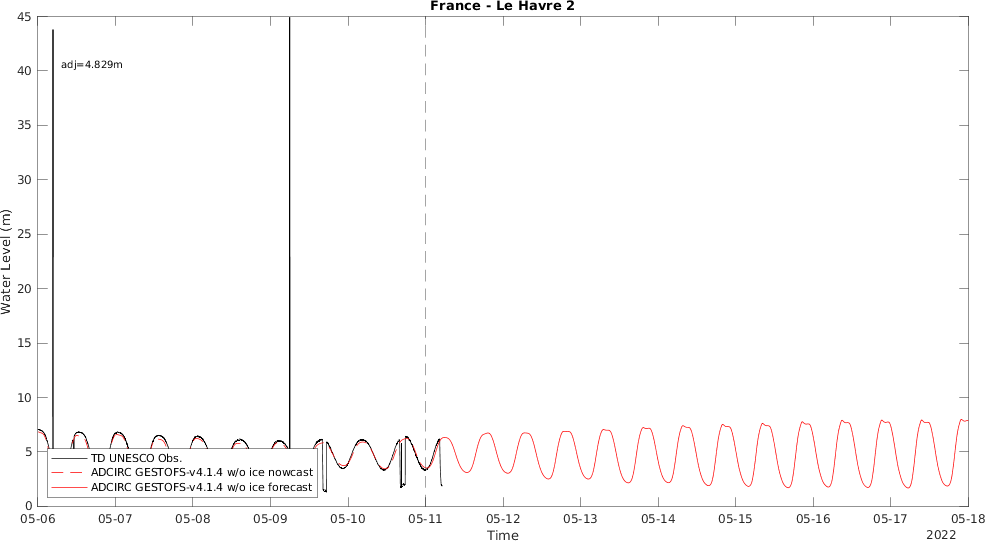 France - Le Havre 2
45
40
35
30
25
20
15
10
5
0
Water Level (m)
adj=4.829m
TD UNESCO Obs.
ADCIRC GESTOFS-v4.1.4 w/o ice nowcast
ADCIRC GESTOFS-v4.1.4 w/o ice forecast
05-06 05-07 05-08 05-09 05-10 05-11 05-12 05-13 05-14 05-15 05-16 05-17 05-18
Time
2022